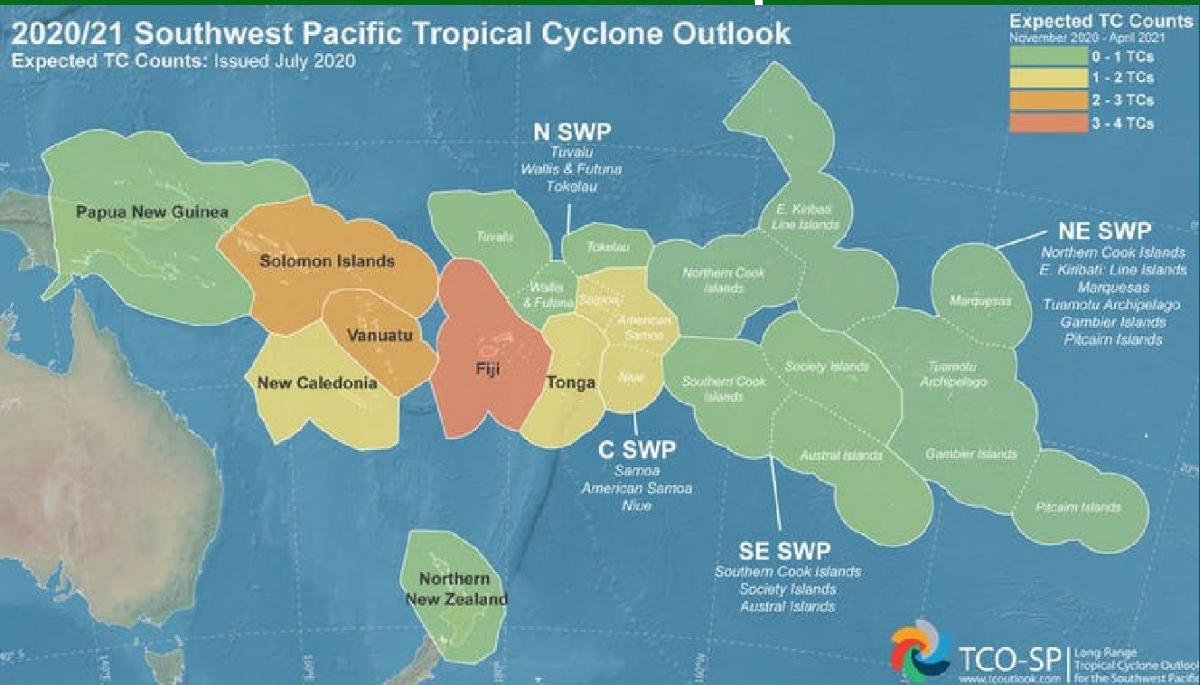 2020/21 Southwest Pacific Tropical Cyclone Outlook
Expected TC Counts: Issued July 2020
Expected TC Counts
November 2020 - April 2021
0 - 1 TCs
1 - 2 TCs
2 - 3 TCs
3 - 4 TCs
N SWP
Tuvalu
Wallis & Futuna
Tokelau
Papua New Guinea
Solomon Islands
Vanuatu
New Caledonia
Tuvalu
Wallis
& Futuna
Tokelau
Samoa
American
Samoa
Fiji
Tonga
Niue
Northern Cook
Islands
E. Kiribati
Line Islands
NE SWP
Northern Cook Islands
E. Kiribati: Line Islands
Marquesas
Tuamotu Archipelago
Gambier Islands
Pitcairn Islands
Marquesas
Southern Cook
Islands
Society Islands
Tuamotu
Archipelago
Austral Islands
Gambier Islands
Pitcairn Islands
C SWP
Samoa
American Samoa
Niue
SE SWP
Southern Cook Islands
Society Islands
Austral Islands
Northern
New Zealand
TCO-SP
www.tcoutlook.com
Long-Range
Tropical Cyclone Outlook
for the Southwest Pacific